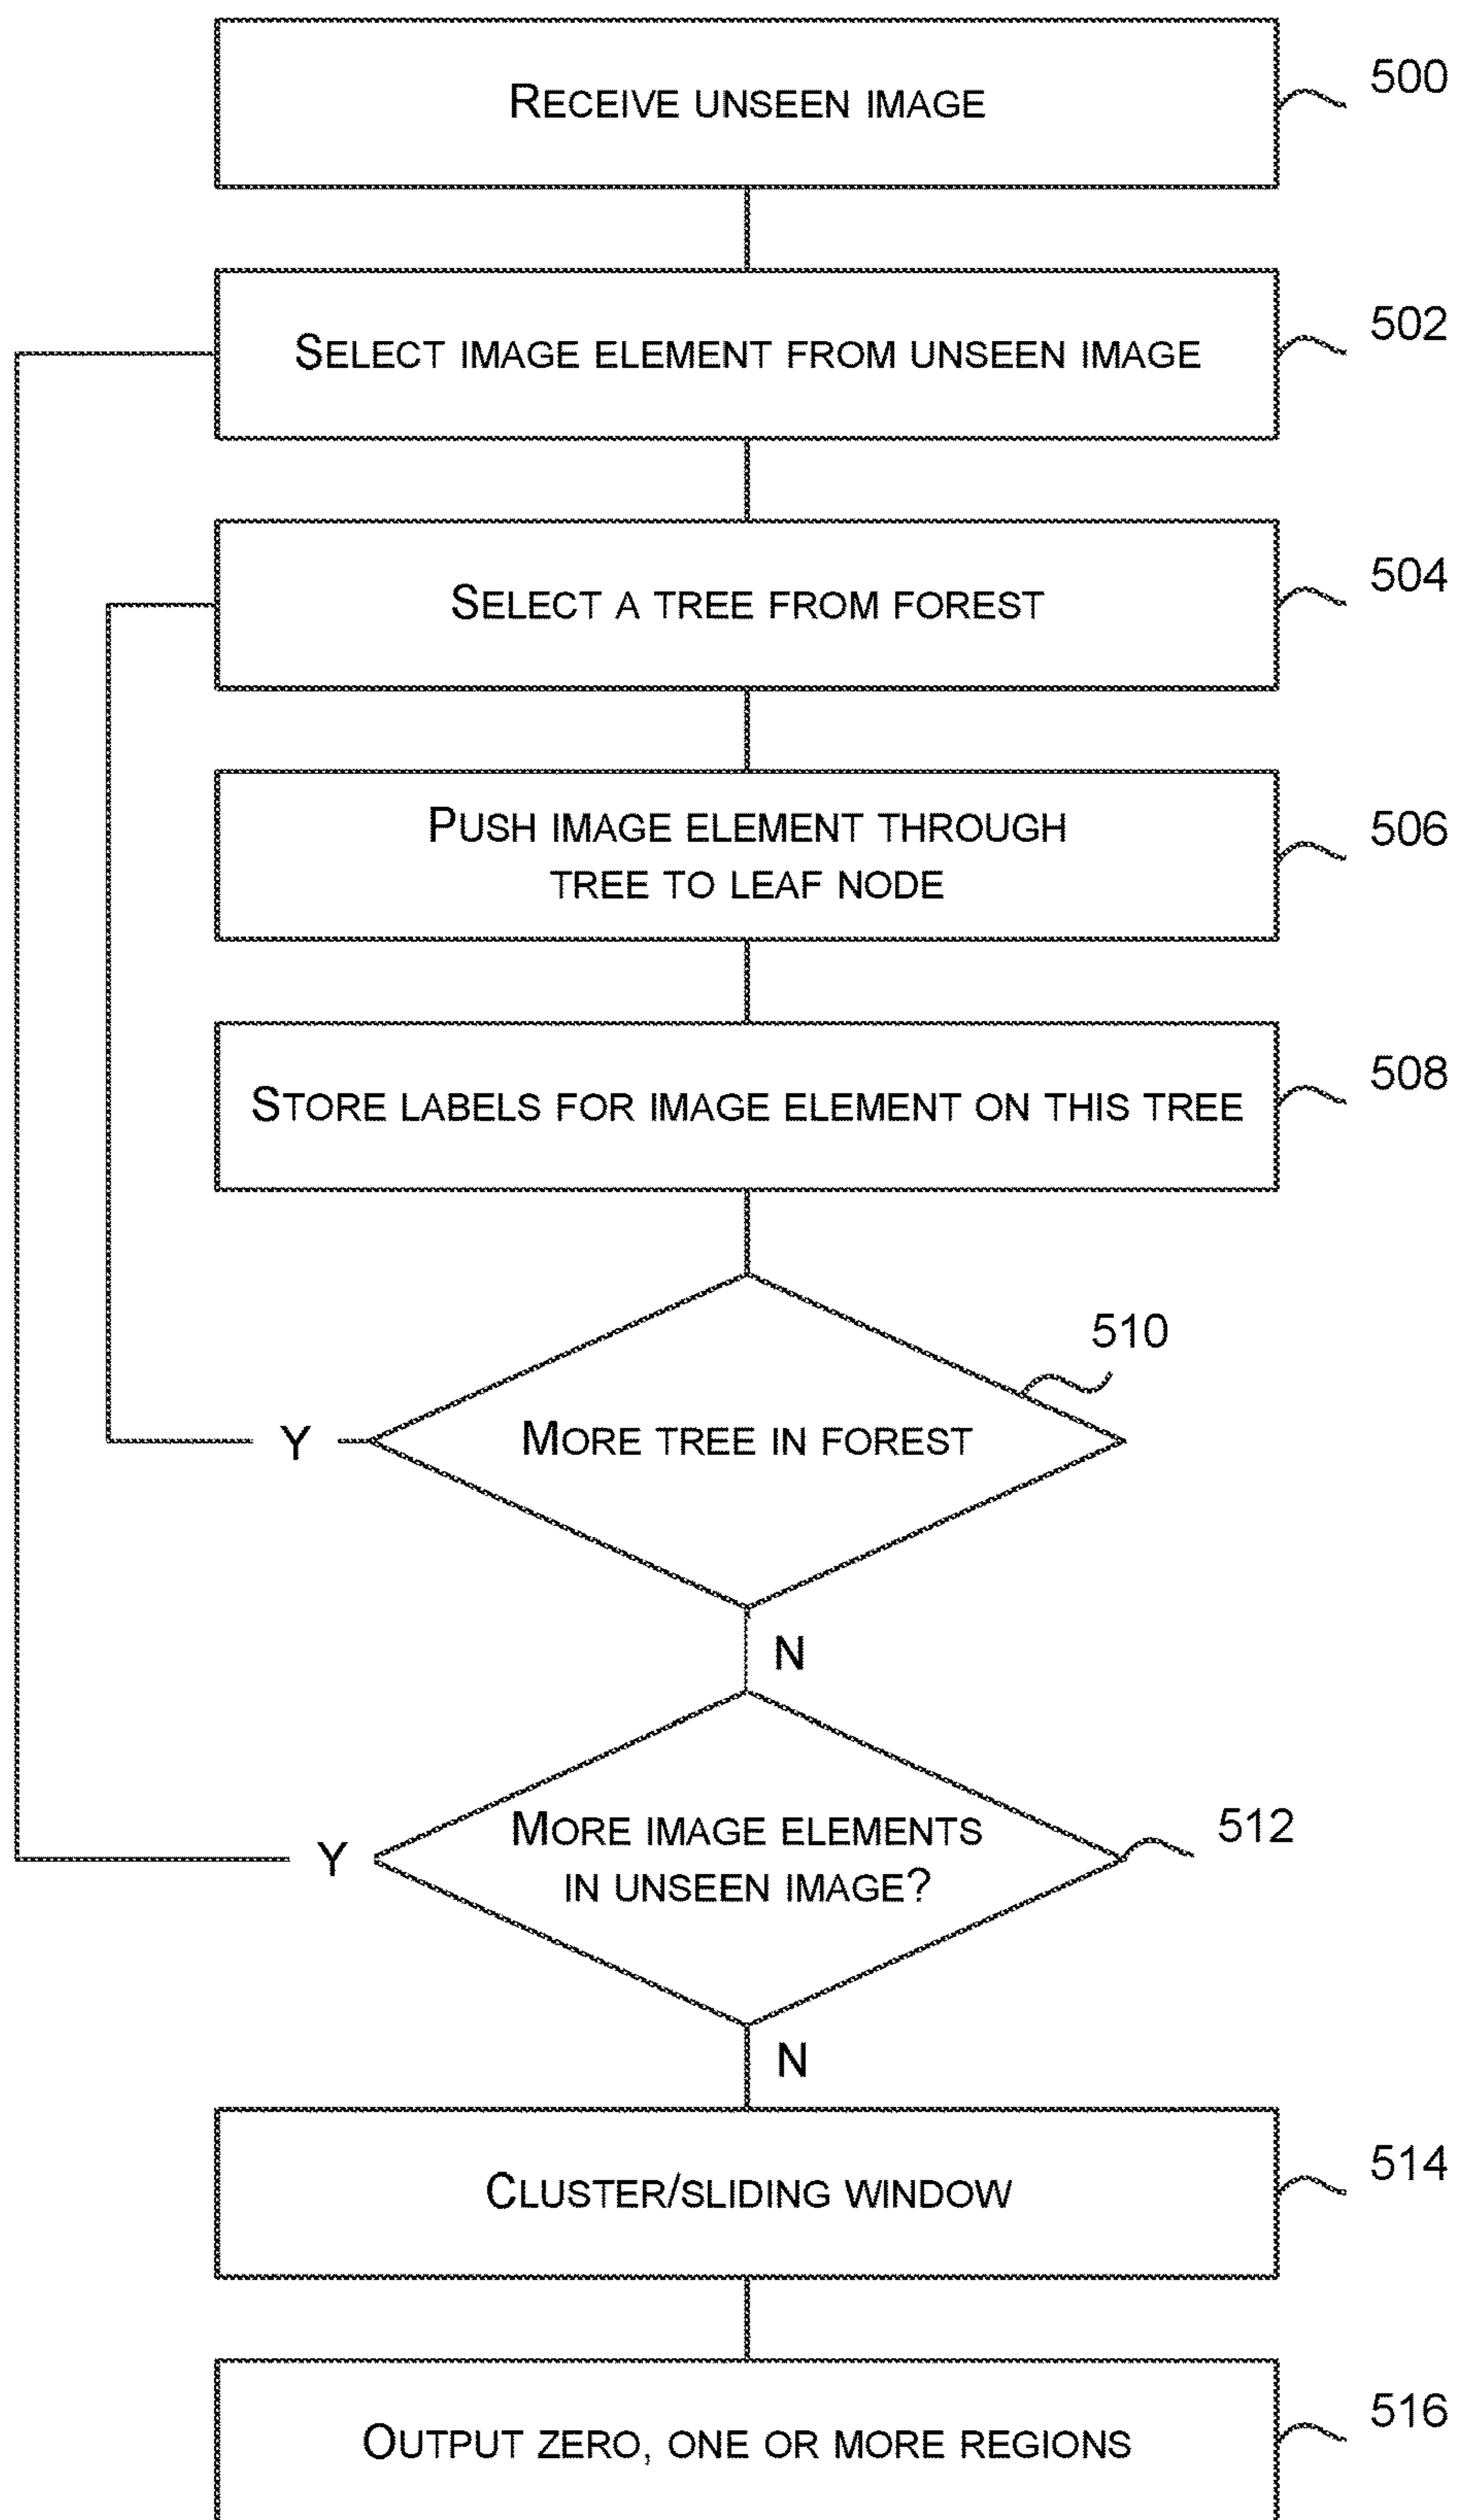 RECEIVE UNSEEN IMAGE
500
SELECT IMAGE ELEMENT FROM UNSEEN IMAGE
502
SELECT A TREE FROM FOREST
504
PUSH IMAGE ELEMENT THROUGH
TREE TO LEAF NODE
506
STORE LABELS FOR IMAGE ELEMENT ON THIS TREE
508
510
MORE TREE IN FOREST
Y
N
MORE IMAGE ELEMENTS
IN UNSEEN IMAGE?
512
Y
N
CLUSTER/SLIDING WINDOW
514
OUTPUT ZERO, ONE OR MORE REGIONS
516